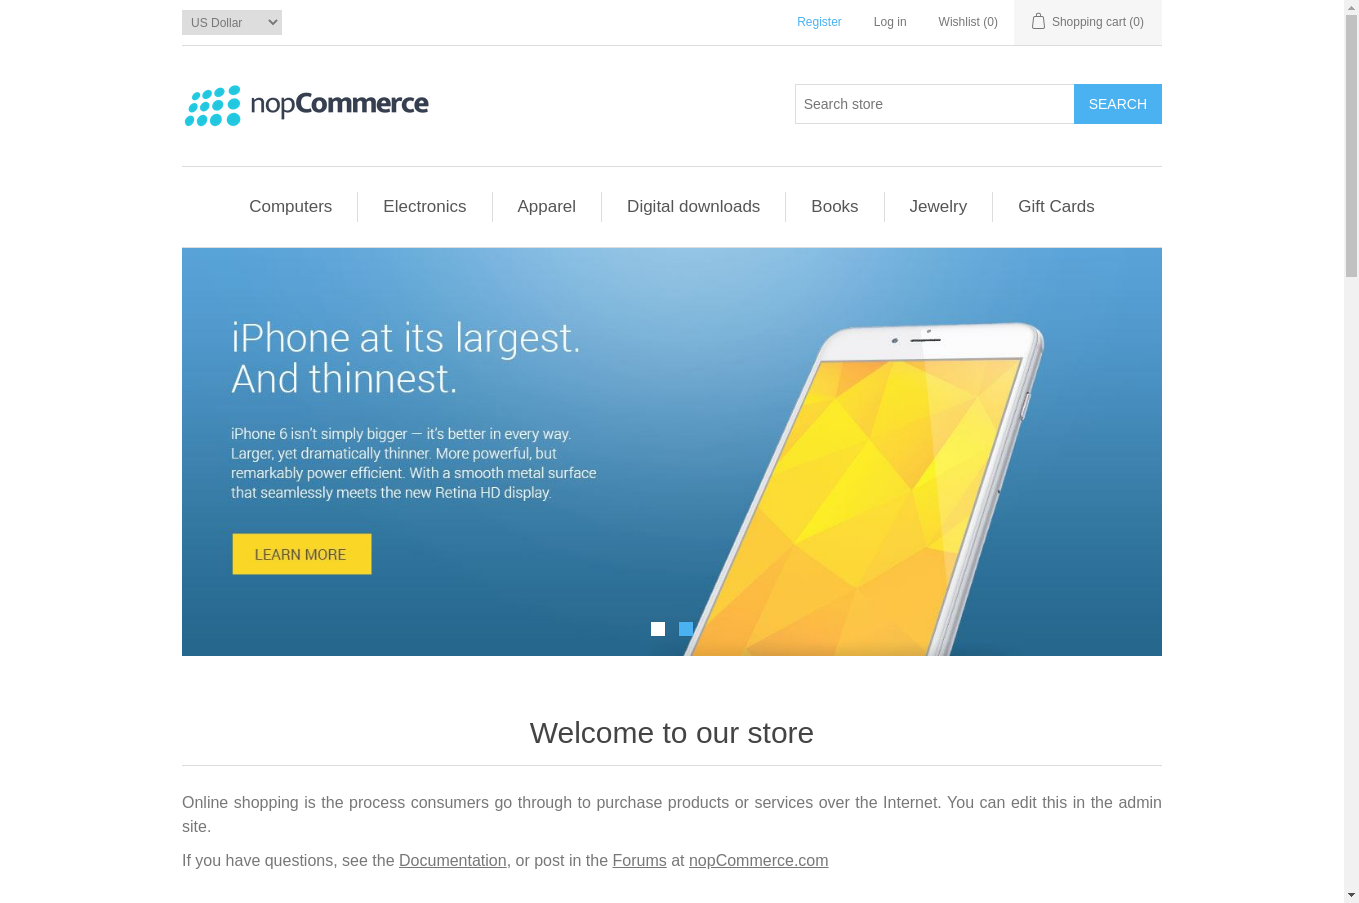 US Dollar
Register
Log in
Wishlist (0)
Shopping cart (0)
nopCommerce
Search store
SEARCH
Computers
Electronics
Apparel
Digital downloads
Books
Jewelry
Gift Cards
iPhone at its largest.
And thinnest.
iPhone 6 isn't simply bigger — it's better in every way.
Larger, yet dramatically thinner. More powerful, but
remarkably power efficient. With a smooth metal surface
that seamlessly meets the new Retina HD display.
LEARN MORE
Welcome to our store
Online shopping is the process consumers go through to purchase products or services over the Internet. You can edit this in the admin
site.
If you have questions, see the Documentation, or post in the Forums at nopCommerce.com